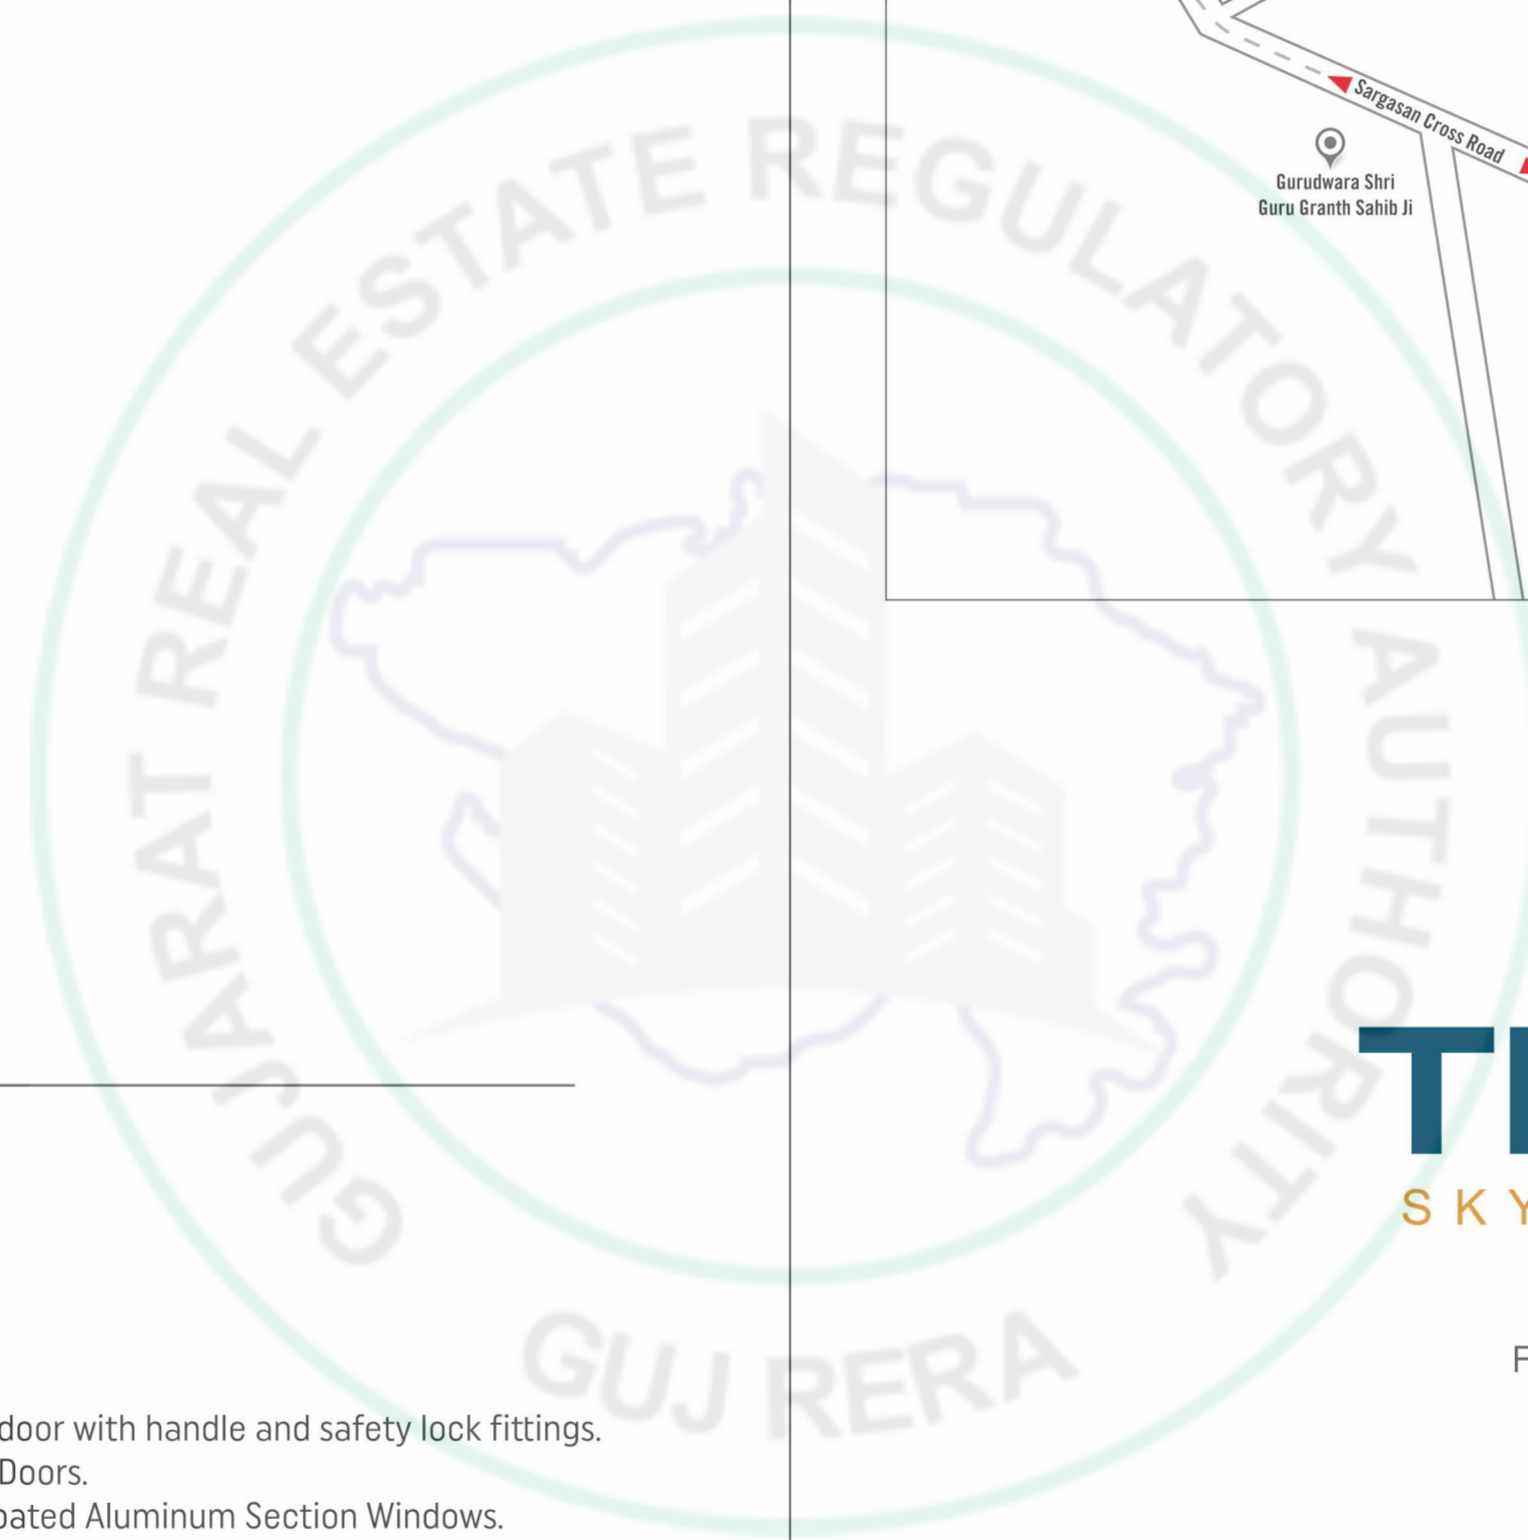 Sargasan Cross Road
Gurudwara Shri
Guru Granth Sahib Ji
GUJARAT REAL ESTATE REGULATORY AUTHORITY
GUJ RERA
SKY
door with handle and safety lock fittings.
Doors.
Aluminum Section Windows.